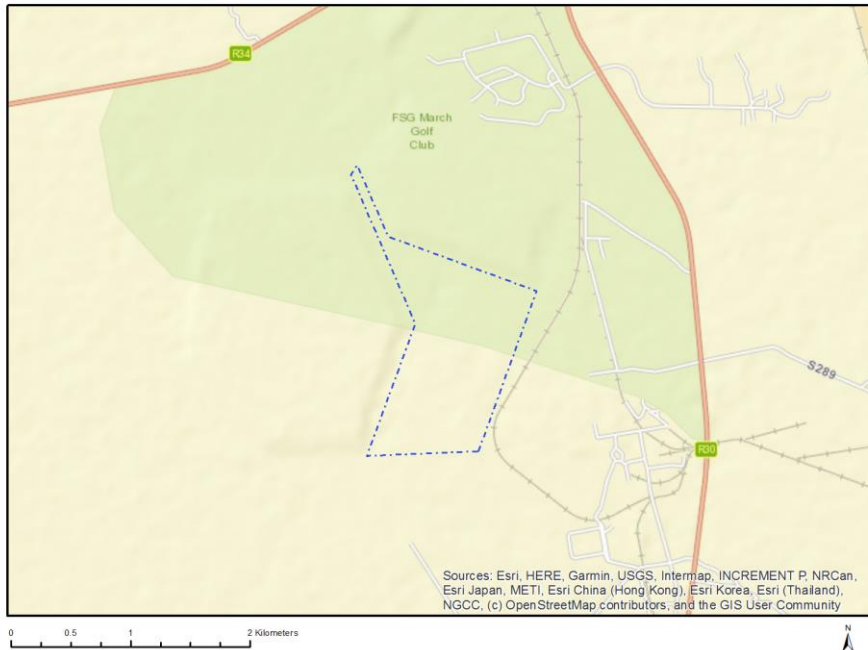 R34
FSG March
Golf
Club
S289
R30
Sources: Esri, HERE, Garmin, USGS, Intermap, INCREMENT P, NRCan,
Esri Japan, METI, Esri China (Hong Kong), Esri Korea, Esri (Thailand),
NGCC, (c) OpenStreetMap contributors, and the GIS User Community
0 0.5 1 2 Kilometers
N